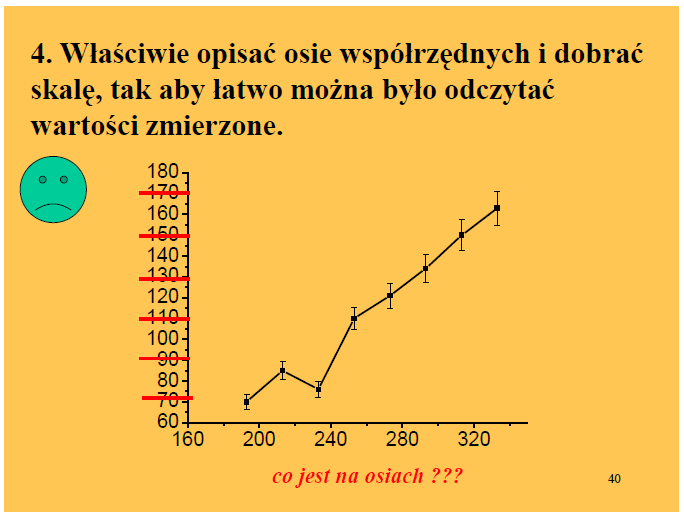 4. Właściwie opisać osie współrzędnych i dobrać
skalę, tak aby łatwo można było odczytać
wartości zmierzone.
180
170
160
150
140
130
120
110
100
90
80
70
60
160 200 240 280 320
co jest na osiach ???
40